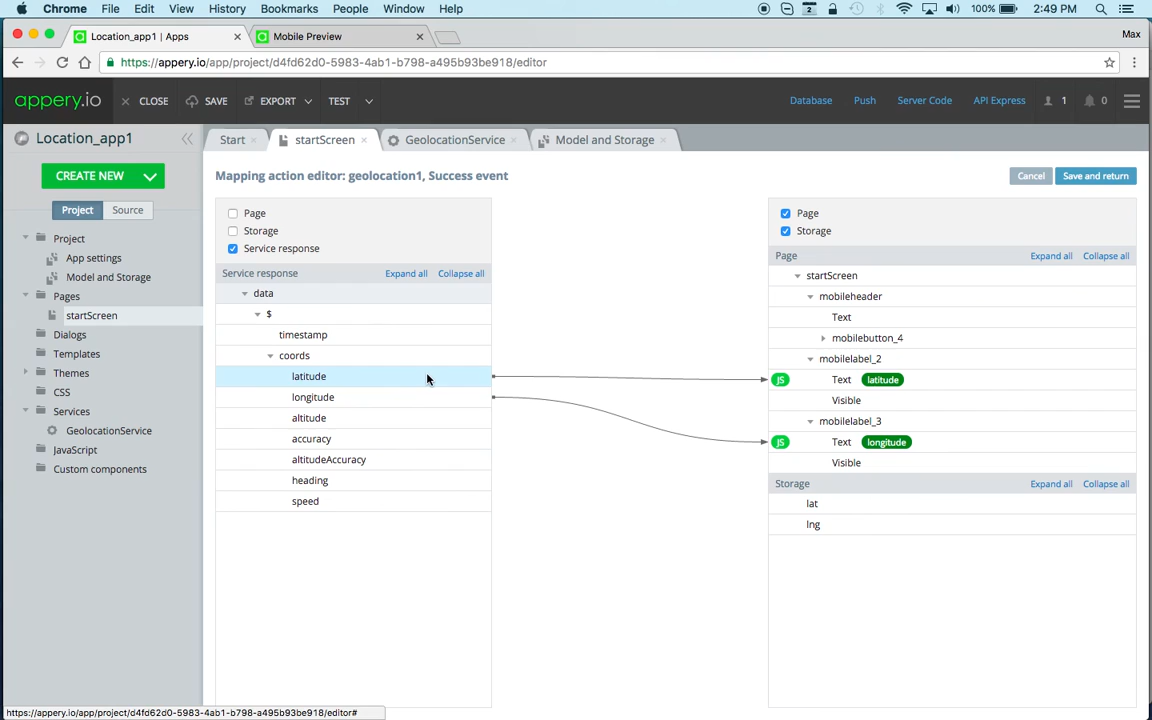 Chrome File Edit View History Bookmarks People Window Help 2 100% 2:49 PM
Location_app1 | Apps × Mobile Preview × Max
https://appery.io/app/project/d4fd62d0-5983-4ab1-b798-a495b93be918/editor
appery.io × CLOSE SAVE EXPORT TEST Database Push Server Code API Express 1 0
Location_app1
Start × startScreen × GeolocationService × Model and Storage ×
CREATE NEW
Project Source
Project
App settings
Model and Storage
Pages
startScreen
Dialogs
Templates
Themes
CSS
Services
GeolocationService
JavaScript
Custom components
Mapping action editor: geolocation1, Success event
Cancel Save and return
Page
Storage
Service response
Service response Expand all Collapse all
data
$
timestamp
coords
latitude
longitude
altitude
accuracy
altitudeAccuracy
heading
speed
Page
Storage
Page Expand all Collapse all
startScreen
mobileheader
Text
mobilebutton_4
mobilelabel_2
JS Text latitude
Visible
mobilelabel_3
JS Text longitude
Visible
Storage Expand all Collapse all
lat
lng
https://appery.io/app/project/d4fd62d0-5983-4ab1-b798-a495b93be918/editor#